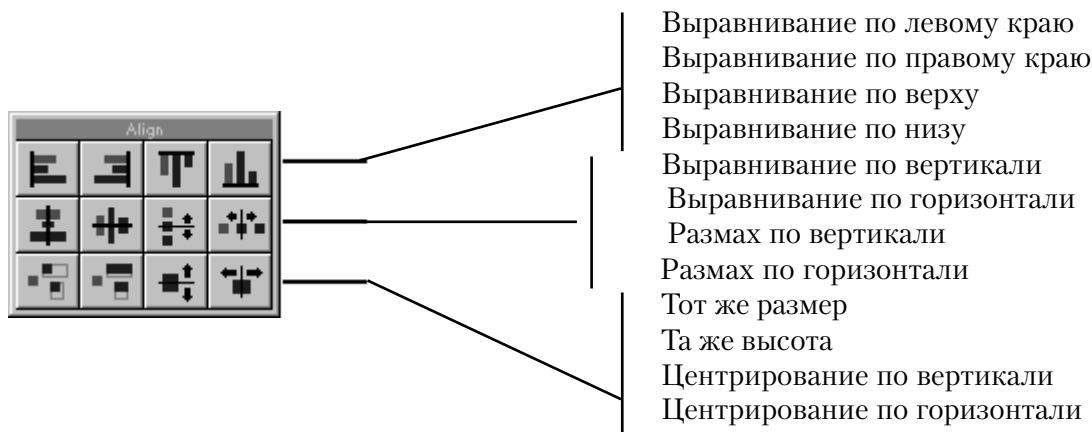 Выравнивание по левому краю
Выравнивание по правому краю
Выравнивание по верху
Выравнивание по низу
Align
Выравнивание по вертикали
Выравнивание по горизонтали
Размах по вертикали
Размах по горизонтали
Тот же размер
Та же высота
Центрирование по вертикали
Центрирование по горизонтали